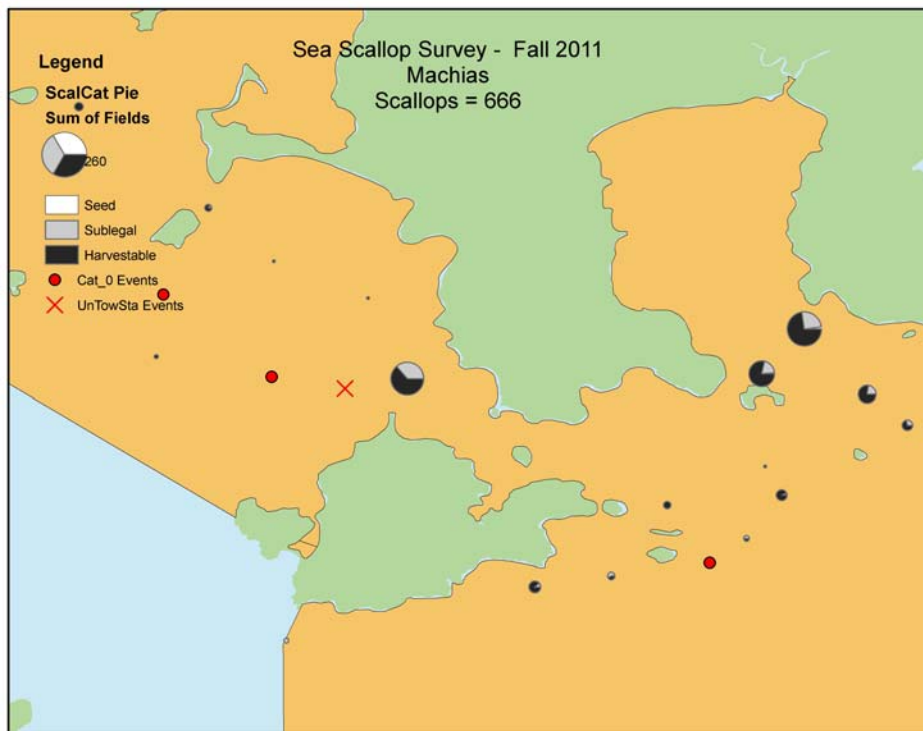 Sea Scallop Survey - Fall 2011
Machias
Scallops = 666
Legend
ScalCat Pie
Sum of Fields
260
Seed
Sublegal
Harvestable
Cat_0 Events
UnTowSta Events